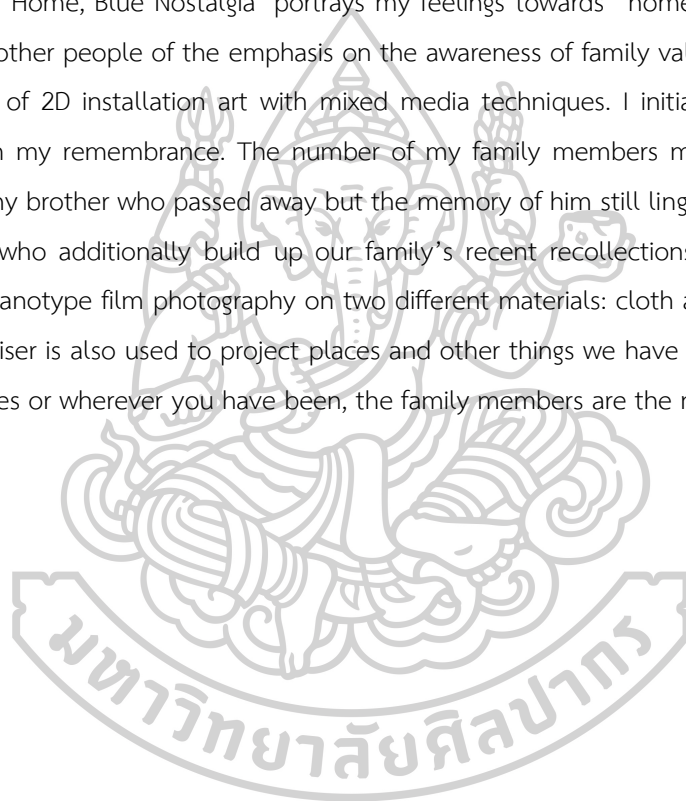 Home, Blue Nostalgia" portrays my feelings towards "home
other people of the emphasis on the awareness of family val
of 2D installation art with mixed media techniques. I initia
my remembrance. The number of my family members m
my brother who passed away but the memory of him still ling
who additionally build up our family's recent recollections
anotype film photography on two different materials: cloth a
iser is also used to project places and other things we have
es or wherever you have been, the family members are the
มหาวิทยาลัยศิลปากร